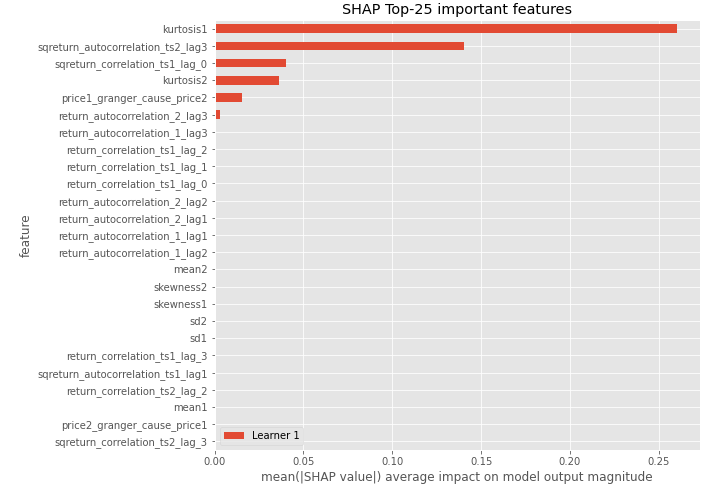 SHAP Top-25 important features
kurtosis1
sqreturn_autocorrelation_ts2_lag3
sqreturn_correlation_ts1_lag_0
kurtosis2
price1_granger_cause_price2
return_autocorrelation_2_lag3
return_autocorrelation_1_lag3
return_correlation_ts1_lag_2
return_correlation_ts1_lag_1
return_correlation_ts1_lag_0
return_autocorrelation_2_lag2
return_autocorrelation_2_lag1
return_autocorrelation_1_lag1
return_autocorrelation_1_lag2
mean2
skewness2
skewness1
sd2
sd1
return_correlation_ts1_lag_3
sqreturn_autocorrelation_ts1_lag1
return_correlation_ts2_lag_2
mean1
price2_granger_cause_price1
sqreturn_correlation_ts2_lag_3
feature
Learner 1
0.00 0.05 0.10 0.15 0.20 0.25
mean(|SHAP value|) average impact on model output magnitude